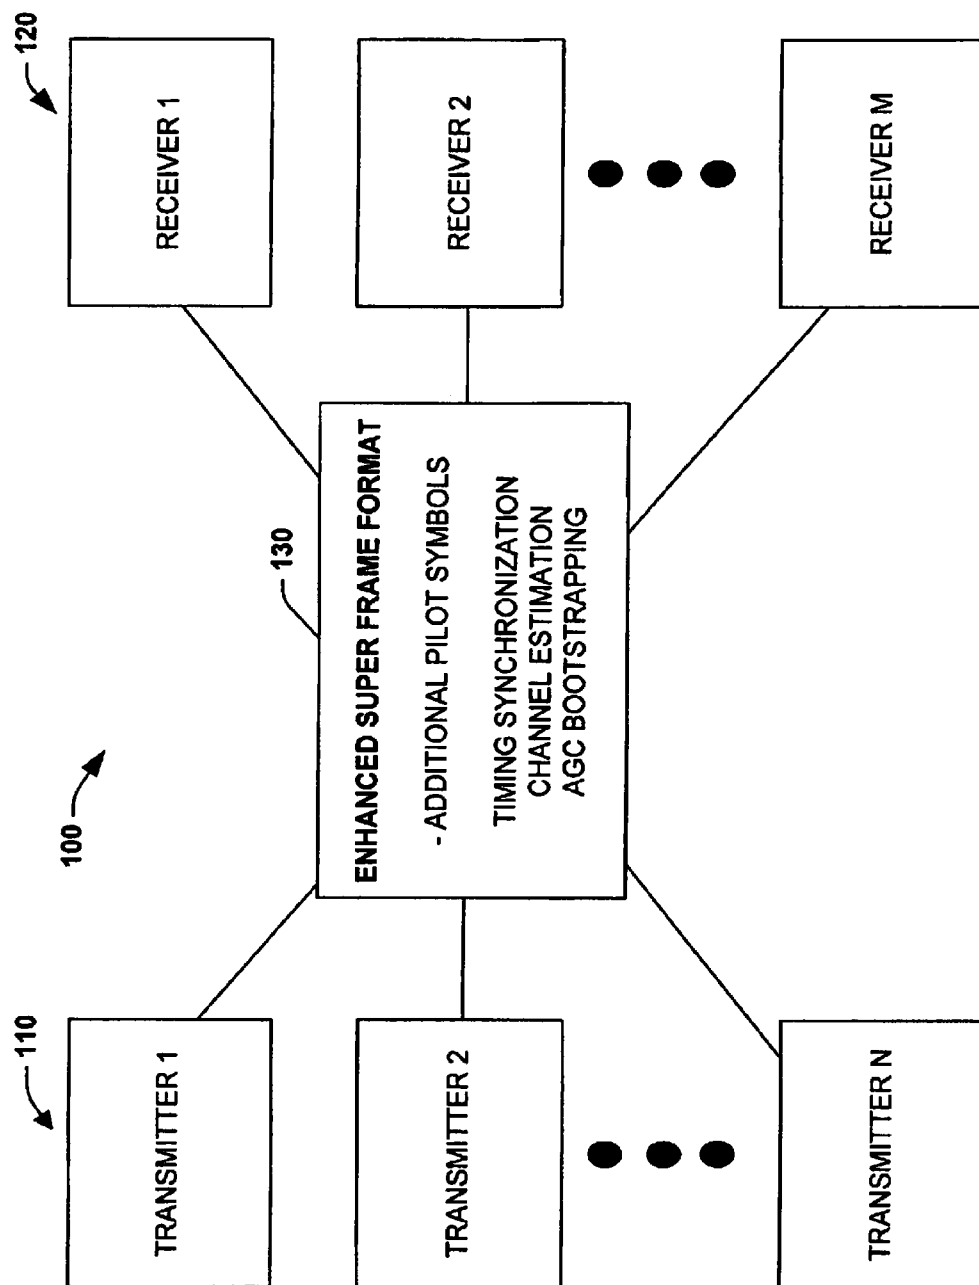 100
110
TRANSMITTER 1
TRANSMITTER 2
TRANSMITTER N
130
ENHANCED SUPER FRAME FORMAT
- ADDITIONAL PILOT SYMBOLS
TIMING SYNCHRONIZATION
CHANNEL ESTIMATION
AGC BOOTSTRAPPING
120
RECEIVER 1
RECEIVER 2
RECEIVER M